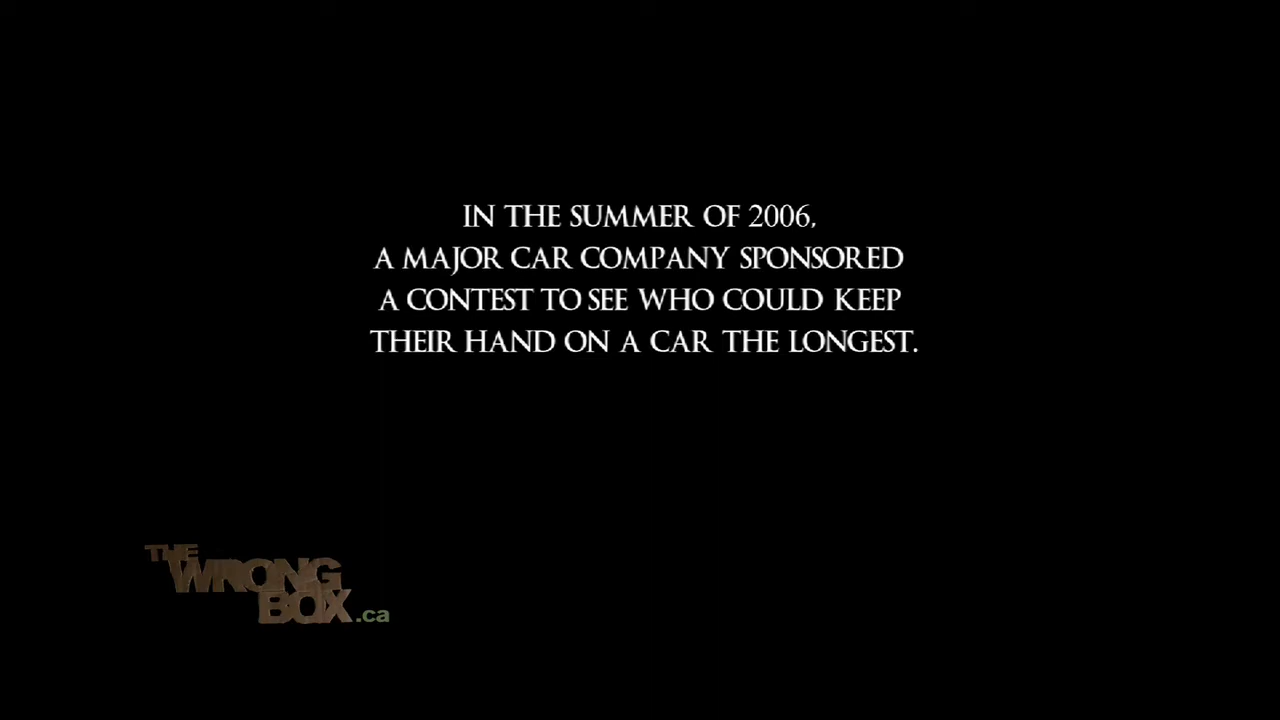 IN THE SUMMER OF 2006,
A MAJOR CAR COMPANY SPONSORED
A CONTEST TO SEE WHO COULD KEEP
THEIR HAND ON A CAR THE LONGEST.
THE
WRONG
BOX.ca